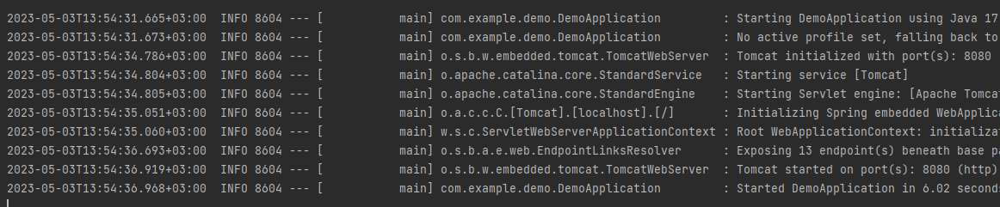 2023-05-03T13:54:31.665+03:00  INFO 8604 --- [           main] com.example.demo.DemoApplication         : Starting DemoApplication using Java 17
2023-05-03T13:54:31.673+03:00  INFO 8604 --- [           main] com.example.demo.DemoApplication         : No active profile set, falling back to
2023-05-03T13:54:34.786+03:00  INFO 8604 --- [           main] o.s.b.w.embedded.tomcat.TomcatWebServer  : Tomcat initialized with port(s): 8080
2023-05-03T13:54:34.804+03:00  INFO 8604 --- [           main] o.apache.catalina.core.StandardService   : Starting service [Tomcat]
2023-05-03T13:54:34.805+03:00  INFO 8604 --- [           main] o.apache.catalina.core.StandardEngine    : Starting Servlet engine: [Apache Tomcat
2023-05-03T13:54:35.051+03:00  INFO 8604 --- [           main] o.a.c.c.C.[Tomcat].[localhost].[/]       : Initializing Spring embedded WebApplica
2023-05-03T13:54:35.060+03:00  INFO 8604 --- [           main] w.s.c.ServletWebServerApplicationContext : Root WebApplicationContext: initializat
2023-05-03T13:54:36.693+03:00  INFO 8604 --- [           main] o.s.b.a.e.web.EndpointLinksResolver      : Exposing 13 endpoint(s) beneath base pa
2023-05-03T13:54:36.919+03:00  INFO 8604 --- [           main] o.s.b.w.embedded.tomcat.TomcatWebServer  : Tomcat started on port(s): 8080 (http)
2023-05-03T13:54:36.968+03:00  INFO 8604 --- [           main] com.example.demo.DemoApplication         : Started DemoApplication in 6.02 second